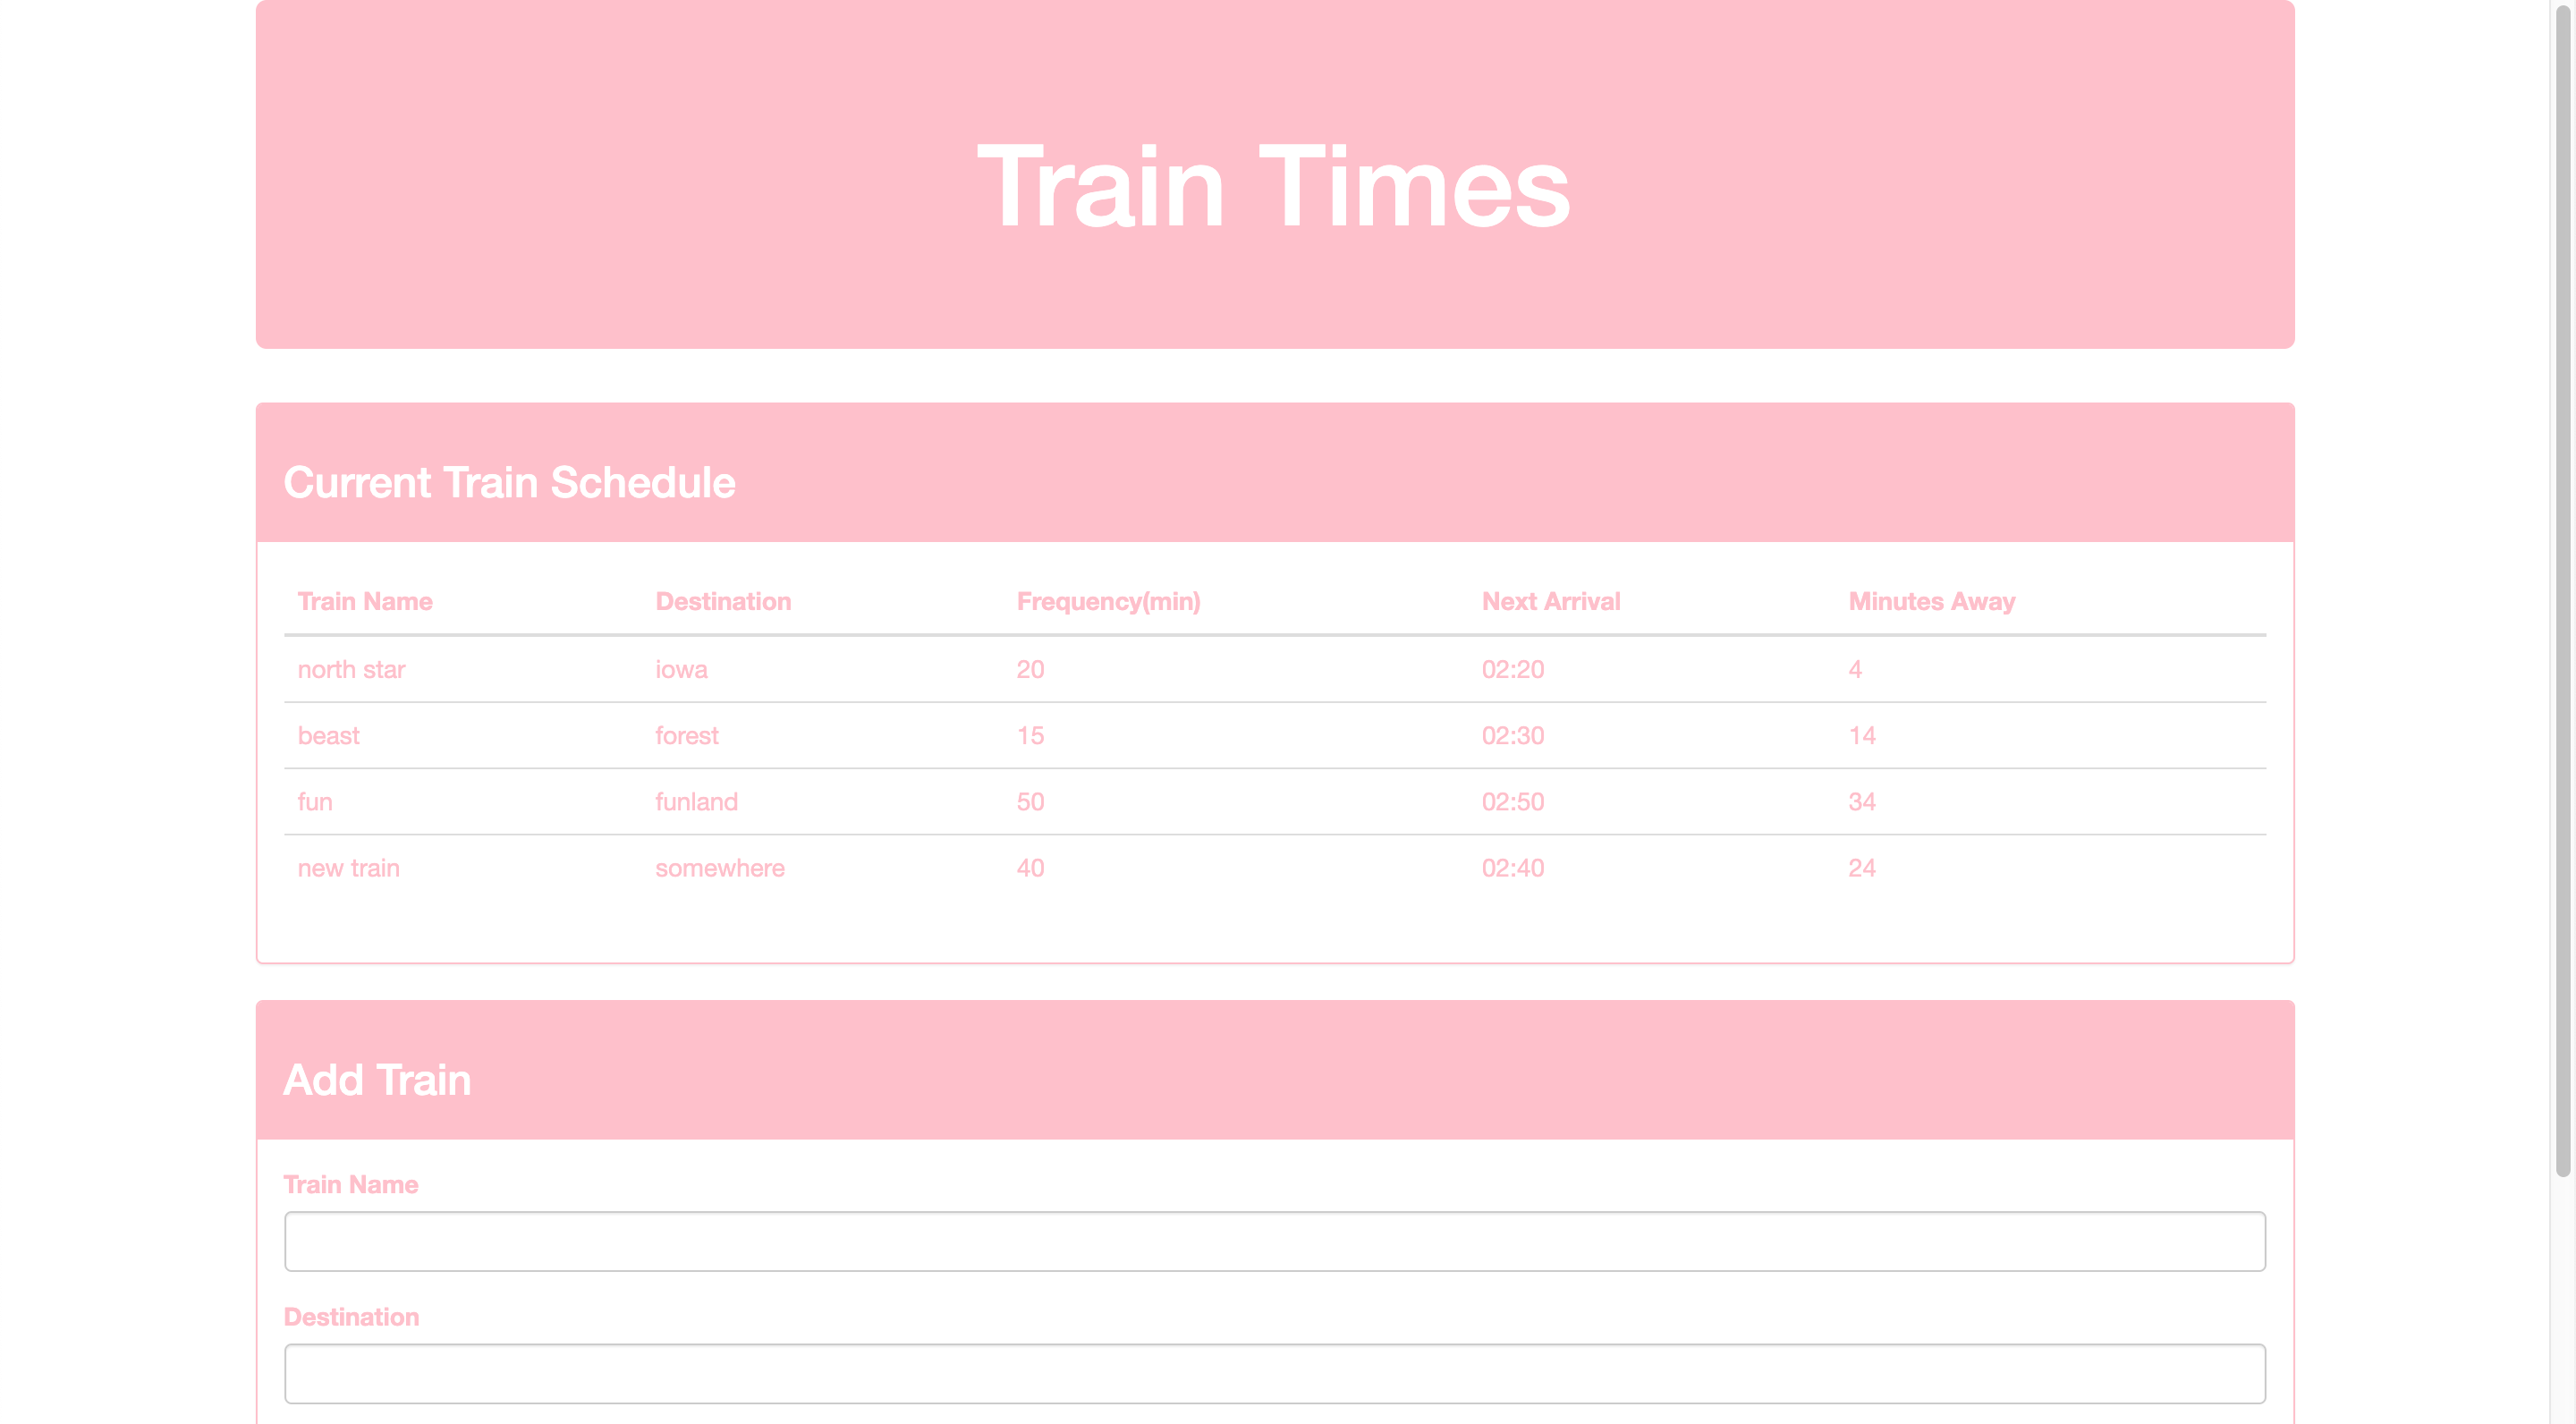 Train Times
Current Train Schedule
Train Name Destination Frequency(min) Next Arrival Minutes Away
north star iowa 20 02:20 4
beast forest 15 02:30 14
fun funland 50 02:50 34
new train somewhere 40 02:40 24
Add Train
Train Name
Destination